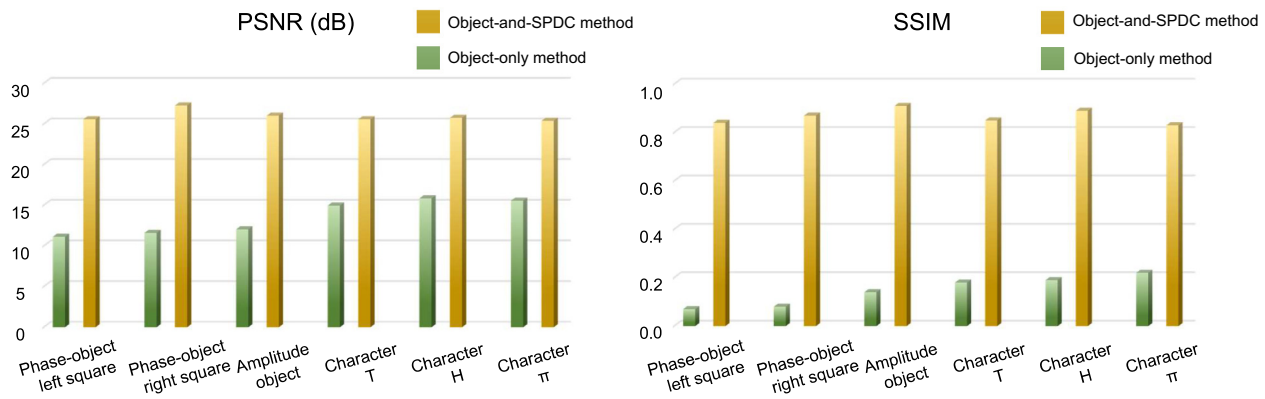 PSNR (dB)
Object-and-SPDC method
Object-only method
30
25
20
15
10
5
0
Phase-object
left square
Phase-object
right square
Amplitude
object
Character
T
Character
H
Character
π
SSIM
Object-and-SPDC method
Object-only method
1.0
0.8
0.6
0.4
0.2
0.0
Phase-object
left square
Phase-object
right square
Amplitude
object
Character
T
Character
H
Character
π